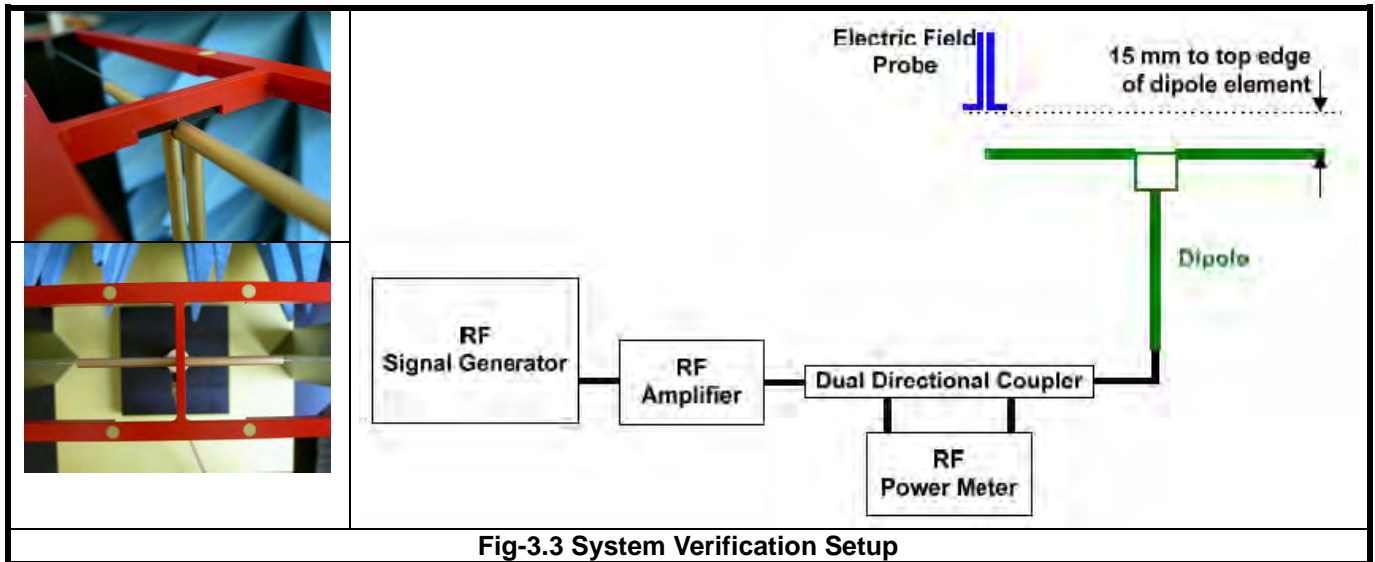 Electric Field
Probe
15 mm to top edge
of dipole element
Dipole
RF
Signal Generator
RF
Amplifier
Dual Directional Coupler
RF
Power Meter
Fig-3.3 System Verification Setup